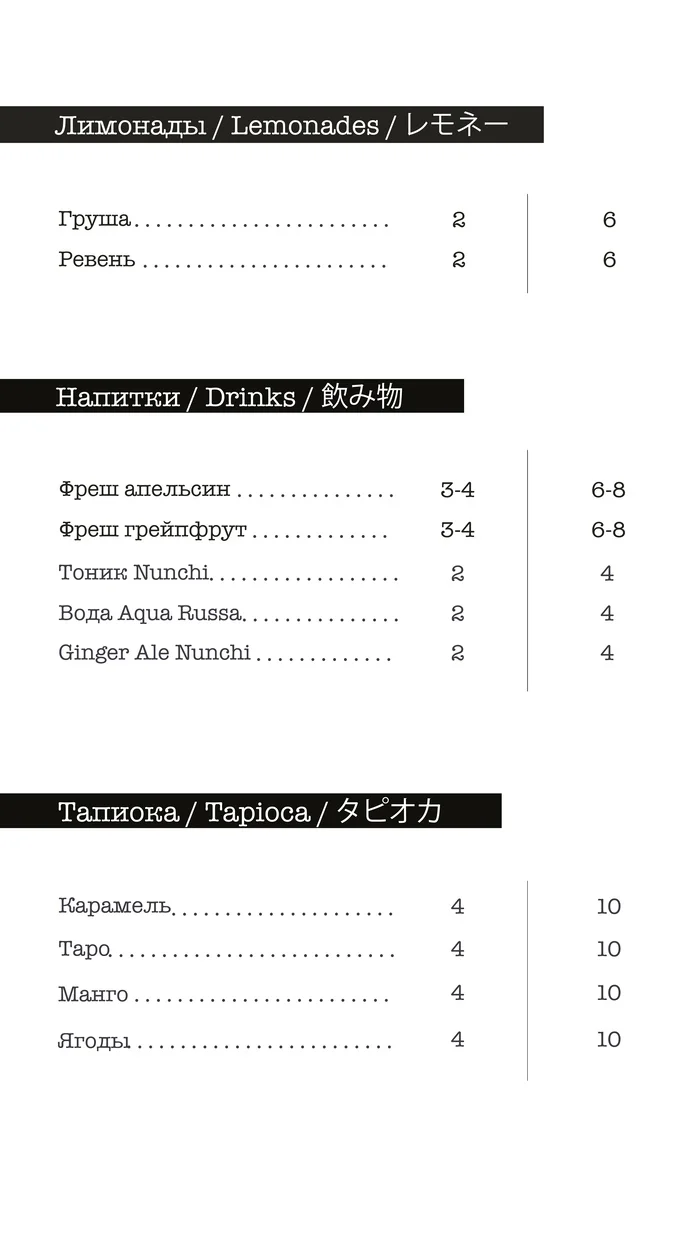 Лимонады / Lemonades / レモネー
Груша........................ 2 6
Ревень ....................... 2 6
Напитки / Drinks / 飲み物
Фреш апельсин ............... 3-4 6-8
Фреш грейпфрут ............. 3-4 6-8
Тоник Nunchi.................. 2 4
Вода Aqua Russa............... 2 4
Ginger Ale Nunchi ............. 2 4
Тапиока / Tapioca / タピオカ
Карамель..................... 4 10
Таро........................... 4 10
Манго ........................ 4 10
Ягоды......................... 4 10